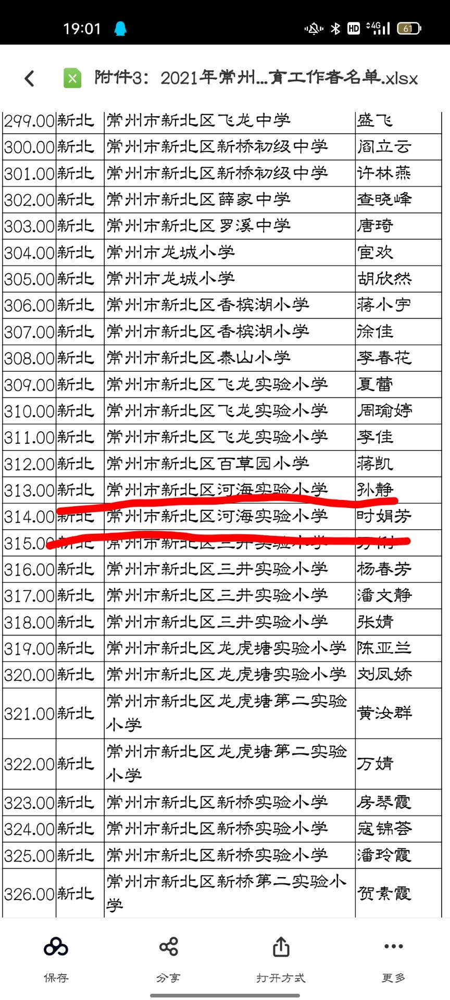 19:01 HD 4G 61
附件3：2021年常州...育工作者名单.xlsx
299.00 新北 常州市新北区飞龙中学 盛飞
300.00 新北 常州市新北区新桥初级中学 阎立云
301.00 新北 常州市新北区新桥初级中学 许林燕
302.00 新北 常州市新北区薛家中学 查晓峰
303.00 新北 常州市新北区罗溪中学 唐琦
304.00 新北 常州市龙城小学 宦欢
305.00 新北 常州市龙城小学 胡欣然
306.00 新北 常州市新北区香槟湖小学 蒋小宇
307.00 新北 常州市新北区香槟湖小学 徐佳
308.00 新北 常州市新北区泰山小学 李春花
309.00 新北 常州市新北区飞龙实验小学 夏蕾
310.00 新北 常州市新北区飞龙实验小学 周瑜婷
311.00 新北 常州市新北区飞龙实验小学 李佳
312.00 新北 常州市新北区百草园小学 蒋凯
313.00 新北 常州市新北区河海实验小学 孙静
314.00 新北 常州市新北区河海实验小学 时娟芳
315.00 新北 常州市新北区三井实验小学
316.00 新北 常州市新北区三井实验小学 杨春芳
317.00 新北 常州市新北区三井实验小学 潘文静
318.00 新北 常州市新北区三井实验小学 张婧
319.00 新北 常州市新北区龙虎塘实验小学 陈亚兰
320.00 新北 常州市新北区龙虎塘实验小学 刘凤娇
常州市新北区龙虎塘第二实验
321.00 新北 小学 黄汝群
常州市新北区龙虎塘第二实验
322.00 新北 小学 万婧
323.00 新北 常州市新北区新桥实验小学 房琴霞
324.00 新北 常州市新北区新桥实验小学 寇锦荟
325.00 新北 常州市新北区新桥实验小学 潘玲霞
常州市新北区新桥第二实验小
326.00 新北 学 贺素霞
保存 分享 打开方式 更多